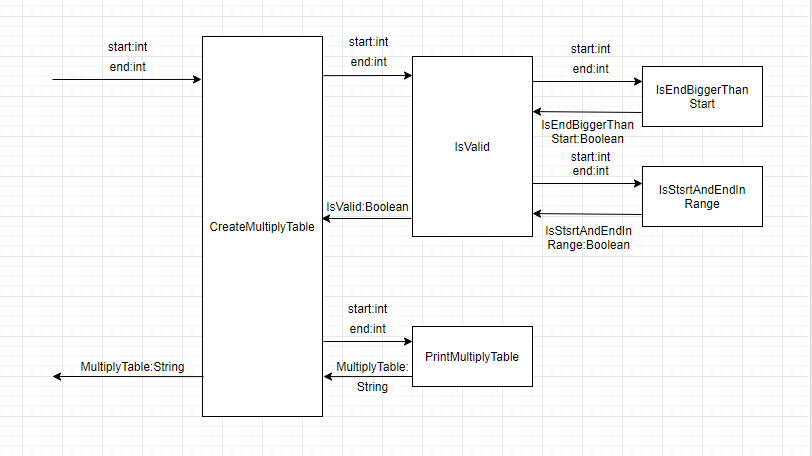 start:int
end:int
CreateMultiplyTable
start:int
end:int
IsValid
start:int
end:int
IsEndBiggerThan
Start
IsEndBiggerThan
Start:Boolean
start:int
end:int
IsStsrtAndEndIn
Range
IsStsrtAndEndIn
Range:Boolean
IsValid:Boolean
start:int
end:int
PrintMultiplyTable
MultiplyTable:
String
MultiplyTable:String